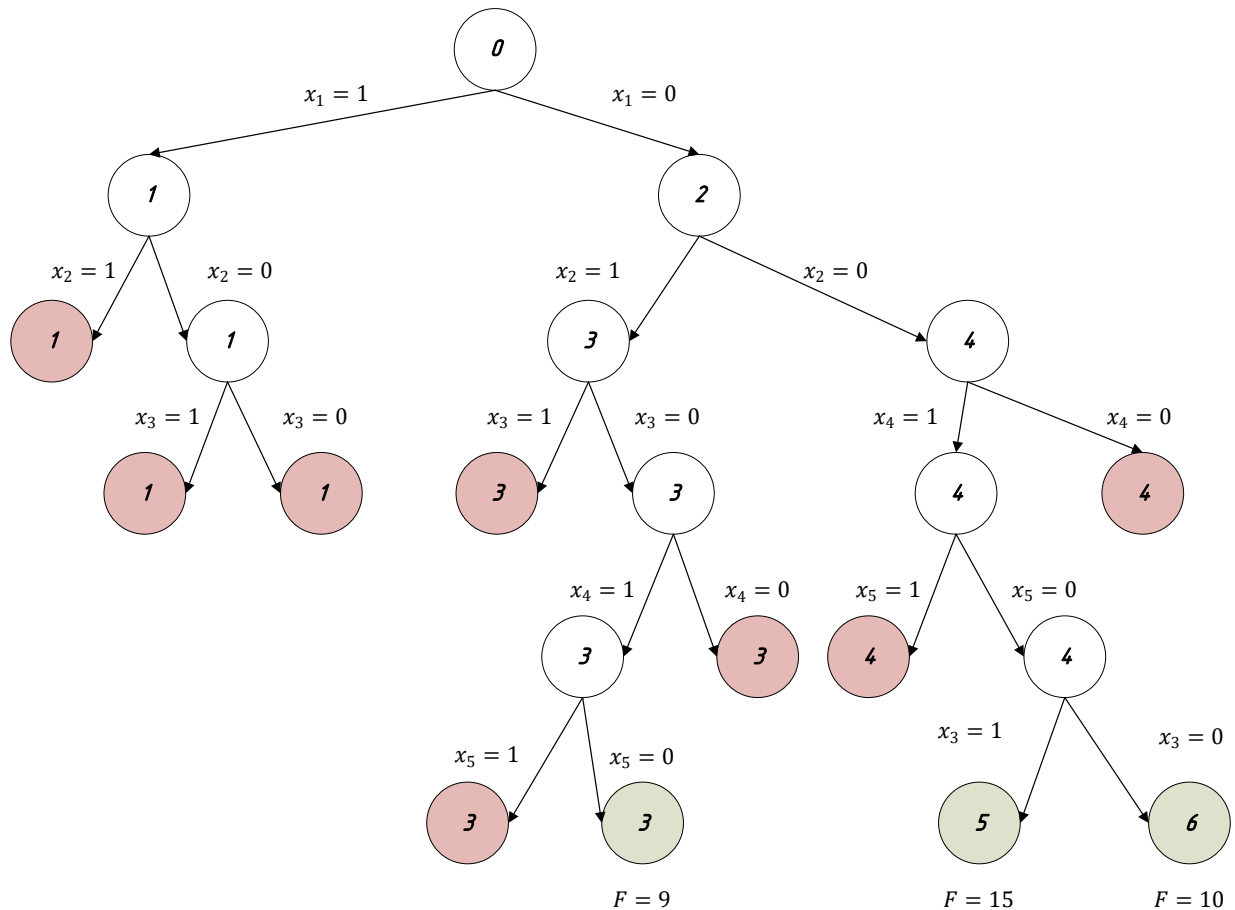 0
x₁ = 1 x₁ = 0
1 2
x₂ = 1 x₂ = 0 x₂ = 1 x₂ = 0
1 1 3 4
x₃ = 1 x₃ = 0 x₃ = 1 x₃ = 0 x₄ = 1 x₄ = 0
1 1 3 3 4 4
x₄ = 1 x₄ = 0 x₅ = 1 x₅ = 0
3 3 4 4
x₅ = 1 x₅ = 0 x₃ = 1 x₃ = 0
3 3 5 6
F = 9 F = 15 F = 10